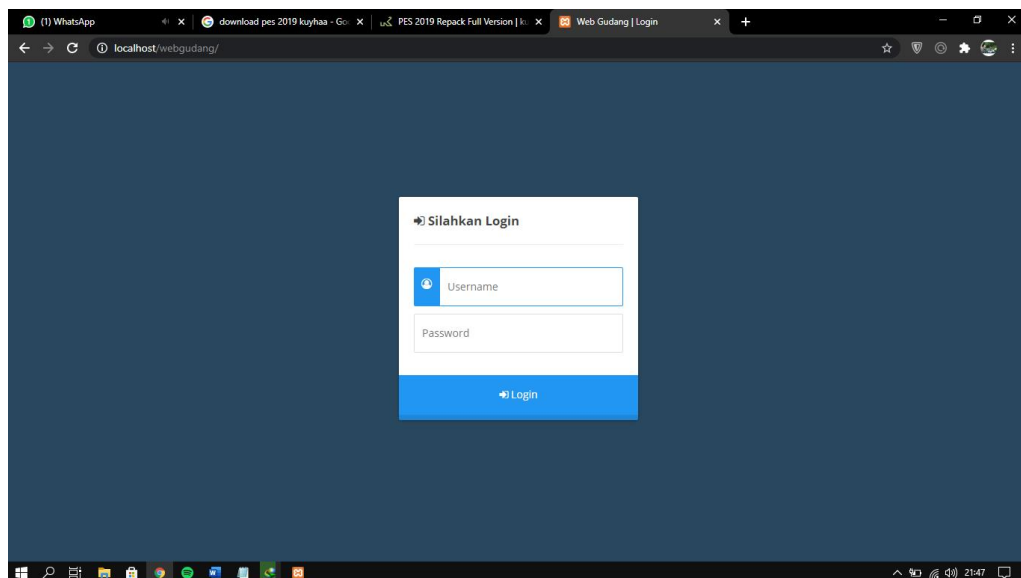 (1) WhatsApp
download pes 2019 kuyhaa - Go
PES 2019 Repack Full Version | k
Web Gudang | Login
localhost/webgudang/
Silahkan Login
Username
Password
Login
21:47